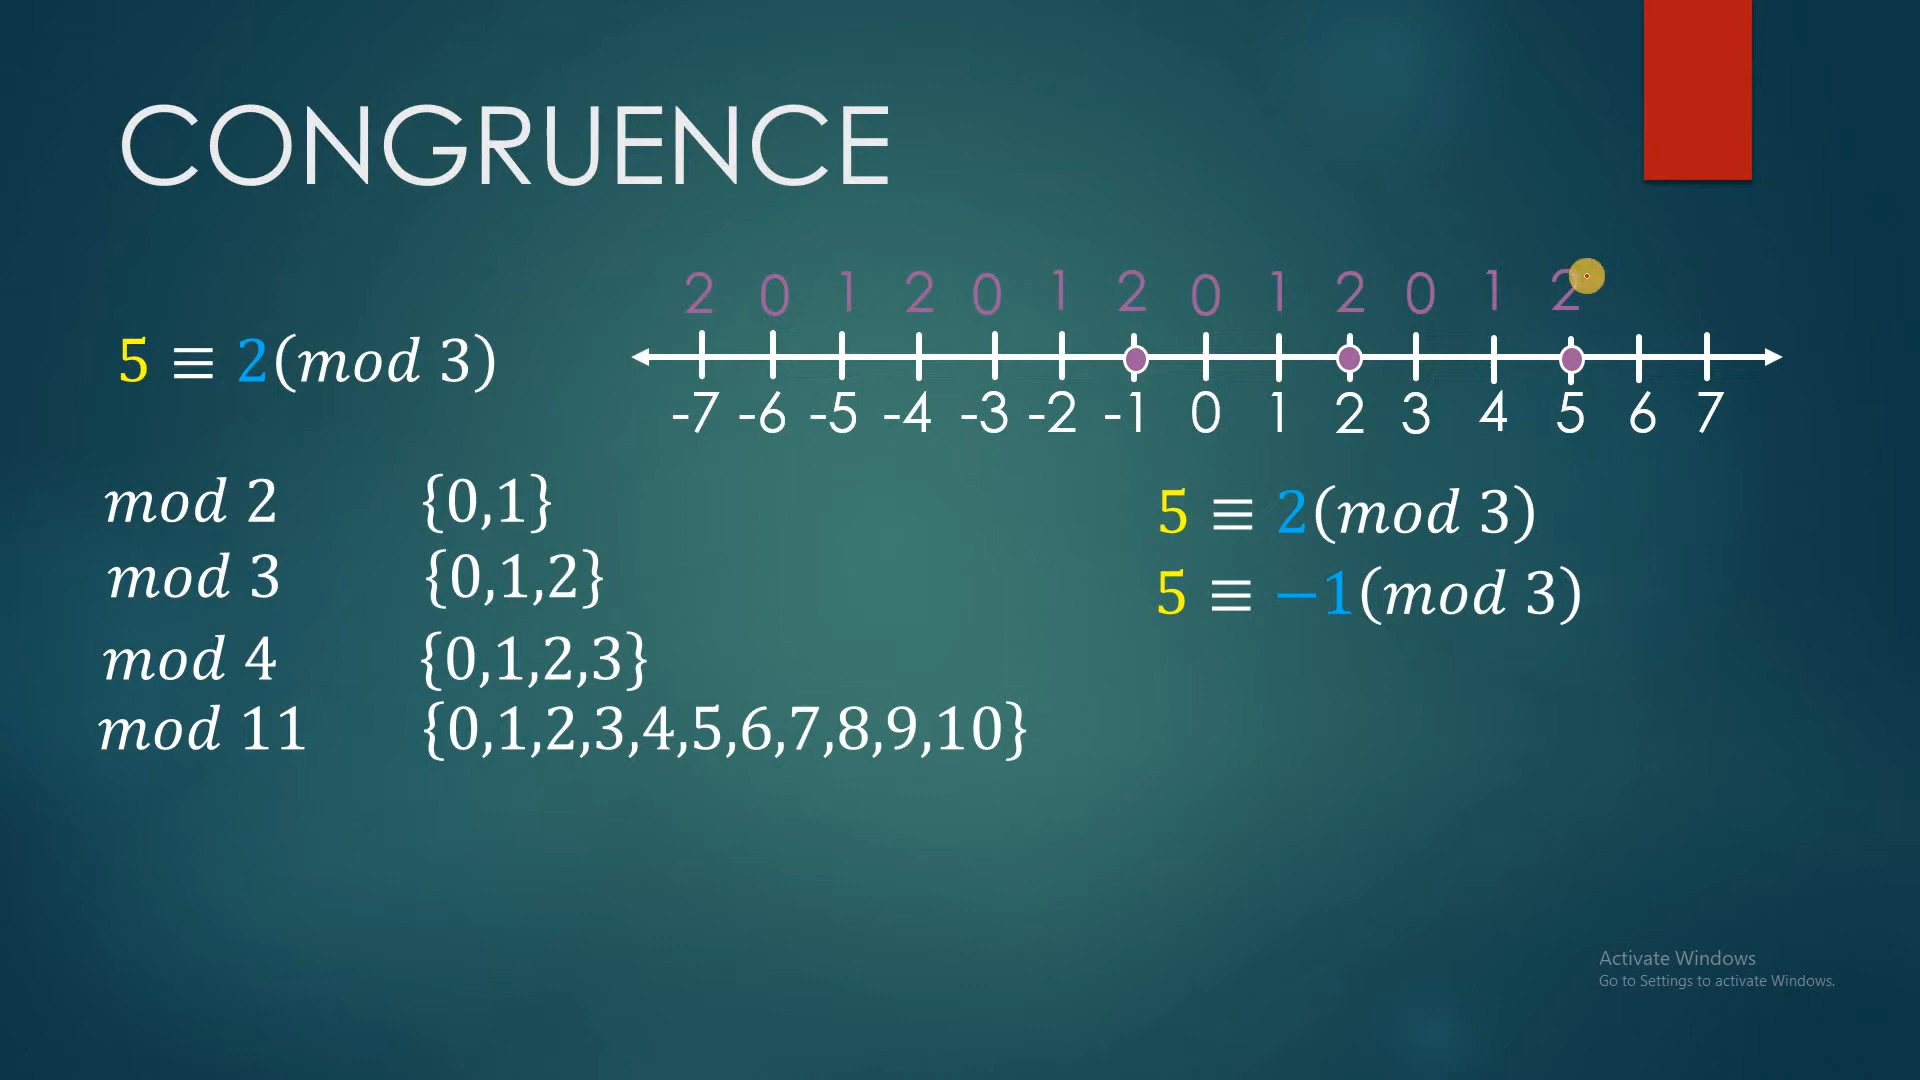 CONGRUENCE
2 0 1 2 0 1 2 0 1 2 0 1 2
5 ≡ 2(mod 3)
-7 -6 -5 -4 -3 -2 -1 0 1 2 3 4 5 6 7
mod 2 {0,1}
5 ≡ 2(mod 3)
mod 3 {0,1,2}
5 ≡ −1(mod 3)
mod 4 {0,1,2,3}
mod 11 {0,1,2,3,4,5,6,7,8,9,10}
Activate Windows
Go to Settings to activate Windows.